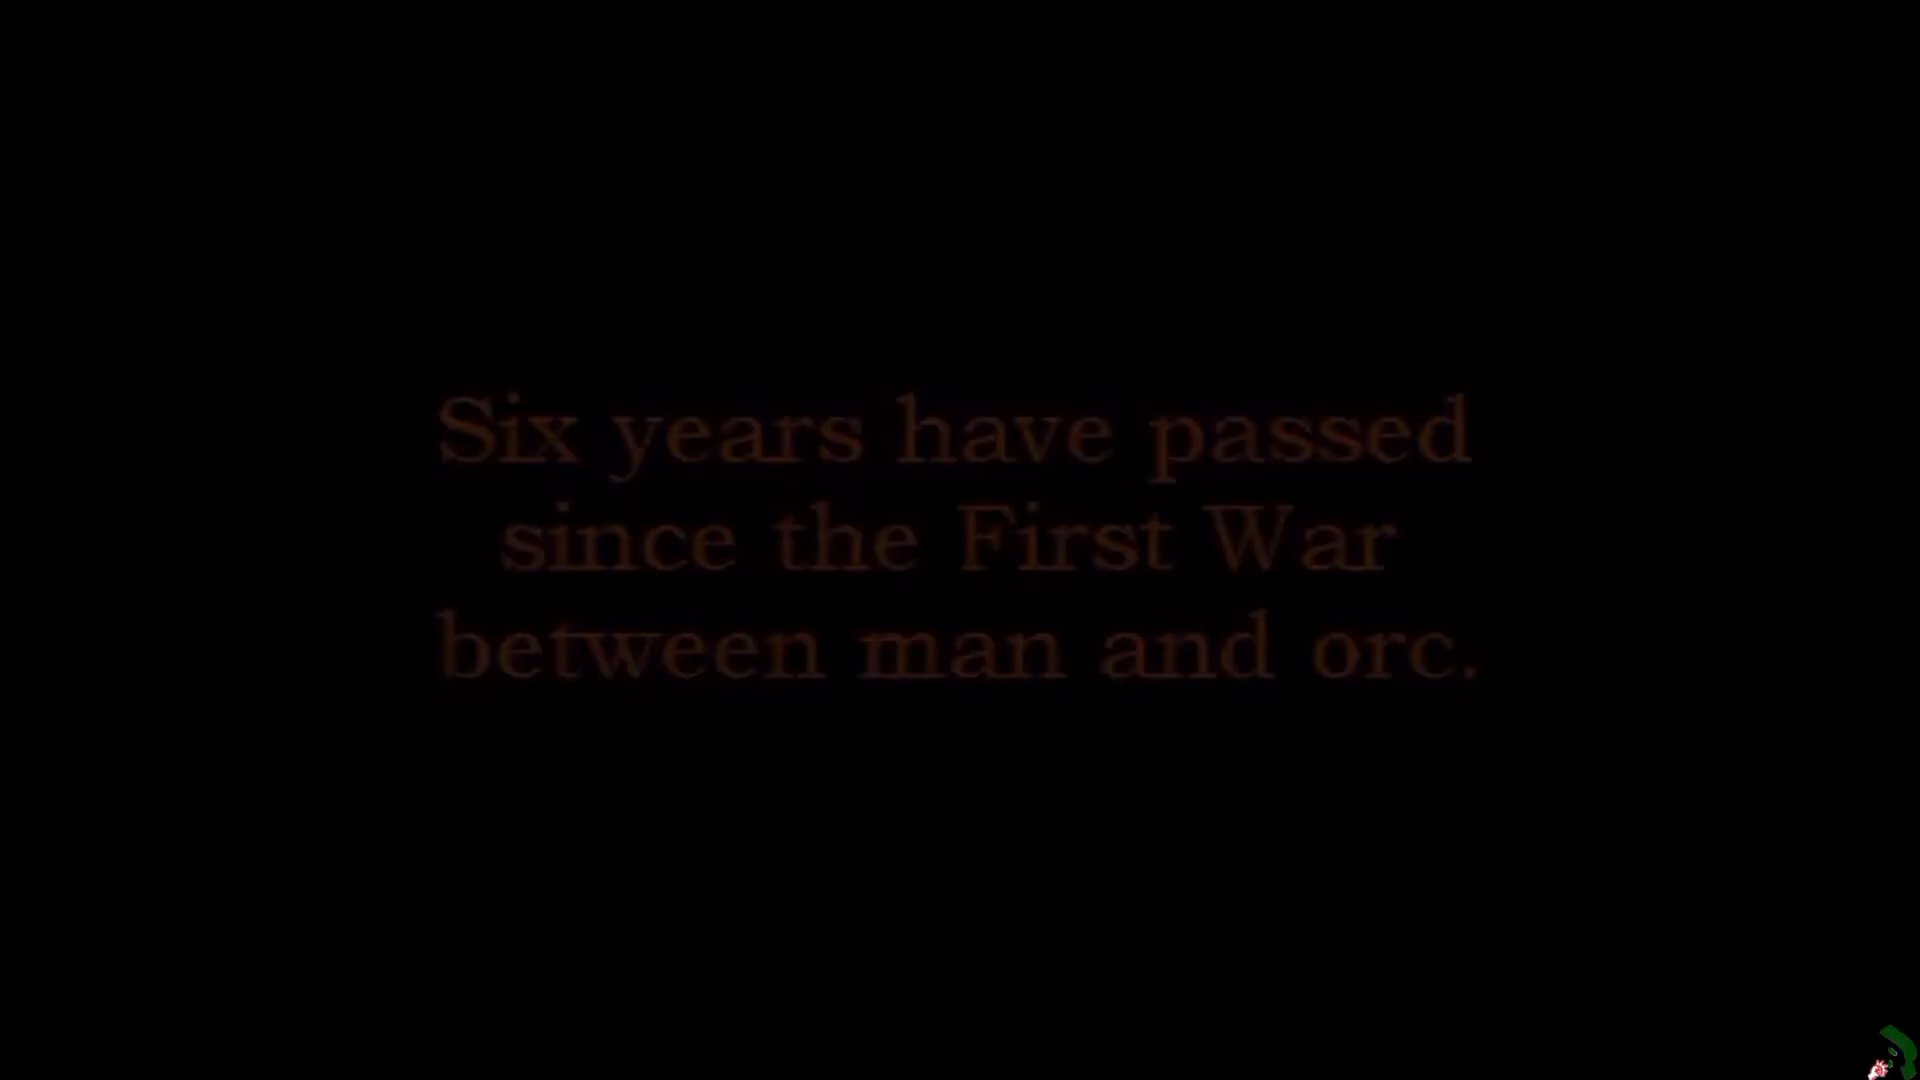 Six years have passed
since the First War
between man and orc.